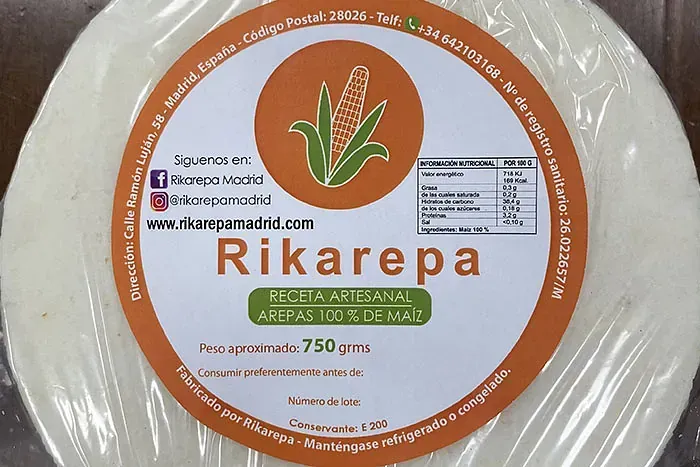 Dirección: Calle Ramón Luján, 58 - Madrid, España - Código Postal: 28026 - Telf: +34 642103168 - Nº de registro sanitario: 26.022657/M
Siguenos en:
Rikarepa Madrid
@rikarepamadrid
www.rikarepamadrid.com
INFORMACIÓN NUTRICIONAL POR 100 G
Valor energético 718 KJ
169 Kcal.
Grasa 0,3 g
de las cuales saturada 0,2 g
Hidratos de carbono 38,4 g
de los cuales azúcares 0,18 g
Proteínas 3,2 g
Sal <0,10 g
Ingredientes: Maíz 100 %
Rikarepa
RECETA ARTESANAL
AREPAS 100 % DE MAÍZ
Peso aproximado: 750 grms
Consumir preferentemente antes de:
Número de lote:
Conservante: E 200
Fabricado por Rikarepa - Manténgase refrigerado o congelado.